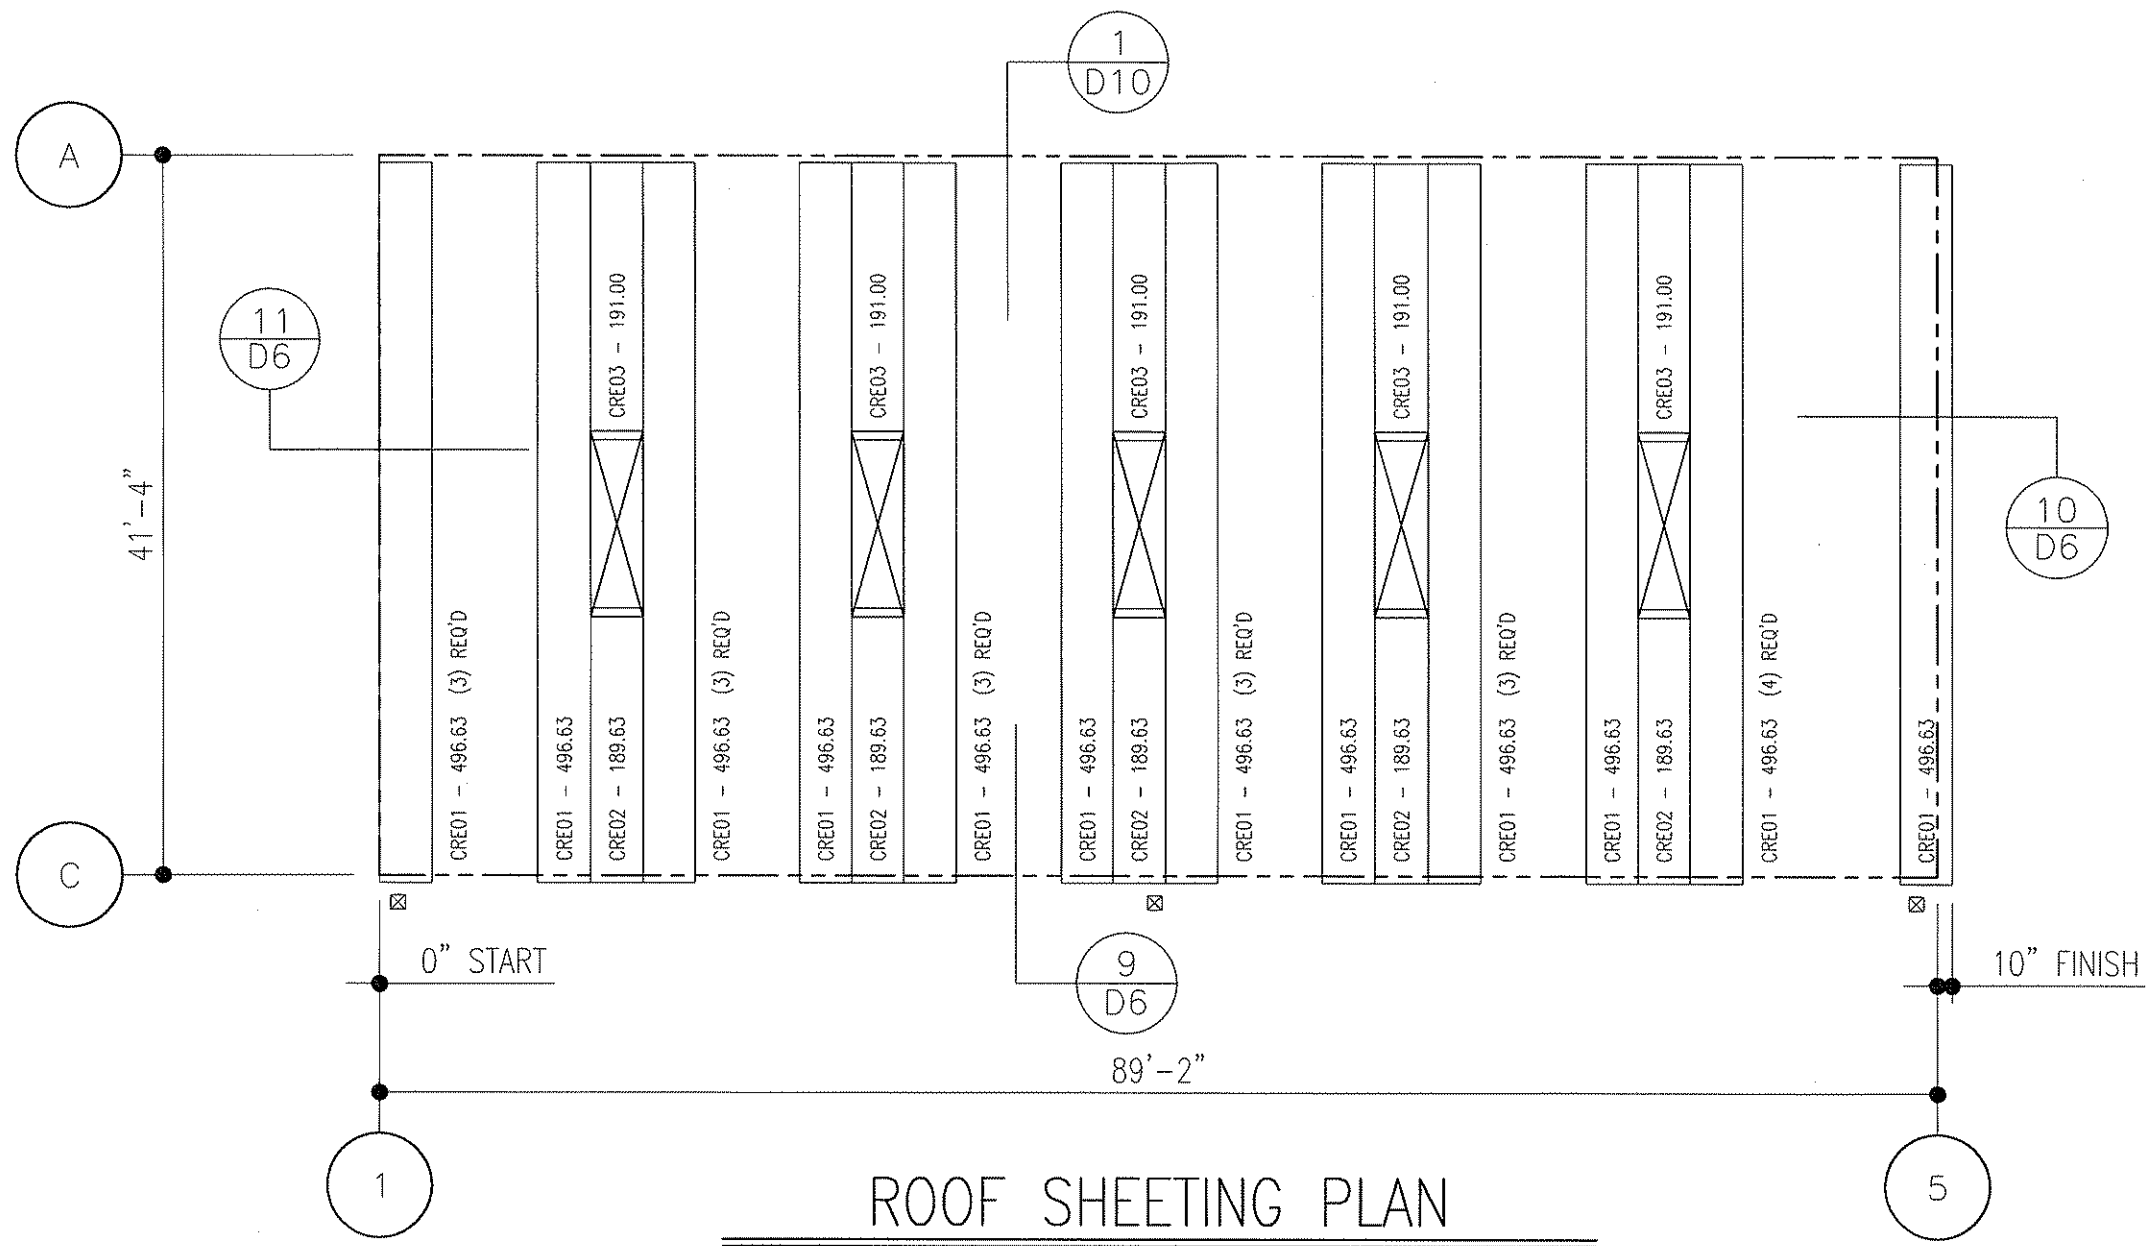 1
D10
A
11
D6
41'-4"
CRE03 - 191.00
CRE03 - 191.00
CRE03 - 191.00
CRE03 - 191.00
CRE03 - 191.00
10
D6
CRE01 - 496.63 (3) REQ'D
CRE01 - 496.63
CRE02 - 189.63
CRE01 - 496.63 (3) REQ'D
CRE01 - 496.63
CRE02 - 189.63
CRE01 - 496.63 (3) REQ'D
CRE01 - 496.63
CRE02 - 189.63
CRE01 - 496.63 (3) REQ'D
CRE01 - 496.63
CRE02 - 189.63
CRE01 - 496.63 (3) REQ'D
CRE01 - 496.63
CRE02 - 189.63
CRE01 - 496.63 (4) REQ'D
CRE01 - 496.63
C
0" START
9
D6
10" FINISH
89'-2"
1
5
ROOF SHEETING PLAN